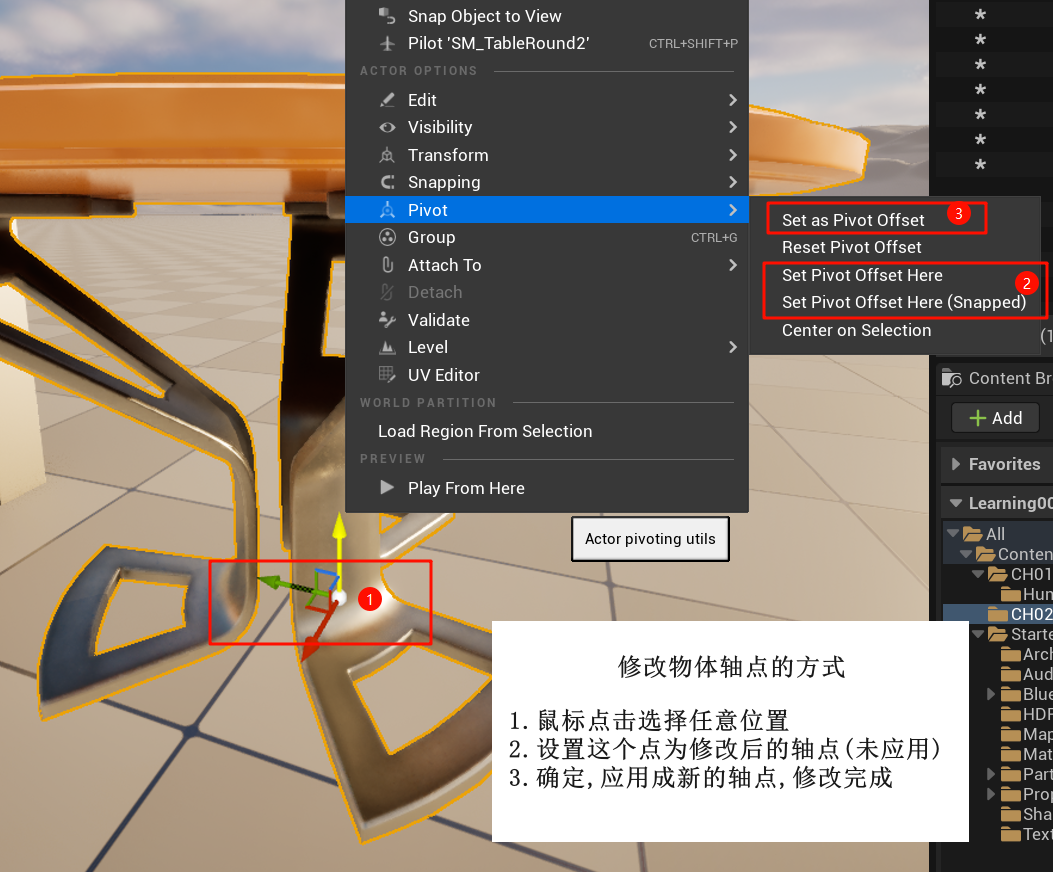 Snap Object to View
Pilot 'SM_TableRound2' CTRL+SHIFT+P
ACTOR OPTIONS
Edit
Visibility
Transform
Snapping
Pivot
Group CTRL+G
Attach To
Detach
Validate
Level
UV Editor
WORLD PARTITION
Load Region From Selection
PREVIEW
Play From Here
Set as Pivot Offset 3
Reset Pivot Offset
Set Pivot Offset Here
2
Set Pivot Offset Here (Snapped)
Center on Selection
Actor pivoting utils
1
修改物体轴点的方式
1.鼠标点击选择任意位置
2.设置这个点为修改后的轴点(未应用)
3.确定,应用成新的轴点,修改完成
*
*
*
*
*
*
*
(1
Content Br
+ Add
Favorites
Learning00
All
Conten
CH01
Hun
CH02
Starte
Arch
Aud
Blue
HDF
Map
Mat
Part
Prop
Sha
Text